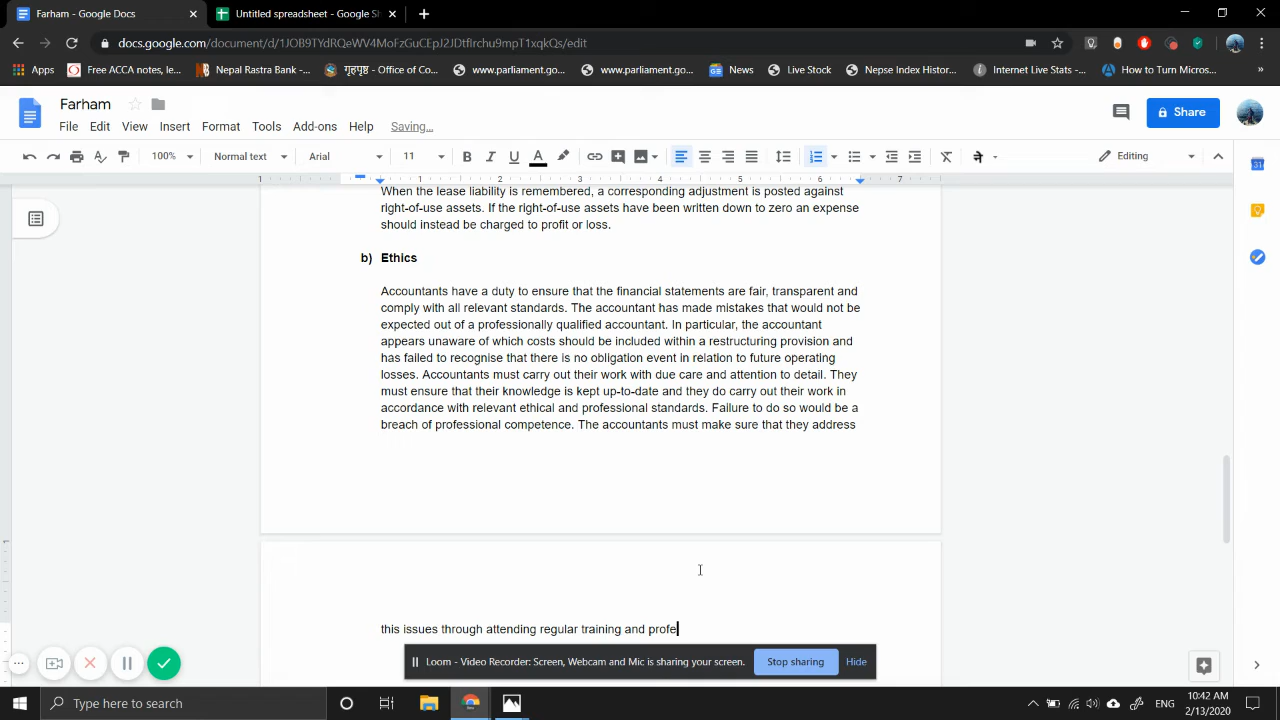 Farham - Google Docs
Untitled spreadsheet - Google Sh
docs.google.com/document/d/1JOB9TYdRQeWV4MoFzGuCEpJ2JDtfIrchu9mpT1xqkQs/edit
Apps
Free ACCA notes, le...
Nepal Rastra Bank -...
गृहपृष्ठ - Office of Co...
www.parliament.go...
www.parliament.go...
News
Live Stock
Nepse Index Histor...
Internet Live Stats -...
How to Turn Micros...
»
Farham
File Edit View Insert Format Tools Add-ons Help Saving...
Share
100% Normal text Arial 11 B I U A Editing
1 1 2 3 4 5 6 7
When the lease liability is remembered, a corresponding adjustment is posted against
right-of-use assets. If the right-of-use assets have been written down to zero an expense
should instead be charged to profit or loss.
b) Ethics
Accountants have a duty to ensure that the financial statements are fair, transparent and
comply with all relevant standards. The accountant has made mistakes that would not be
expected out of a professionally qualified accountant. In particular, the accountant
appears unaware of which costs should be included within a restructuring provision and
has failed to recognise that there is no obligation event in relation to future operating
losses. Accountants must carry out their work with due care and attention to detail. They
must ensure that their knowledge is kept up-to-date and they do carry out their work in
accordance with relevant ethical and professional standards. Failure to do so would be a
breach of professional competence. The accountants must make sure that they address
this issues through attending regular training and profe
Loom - Video Recorder: Screen, Webcam and Mic is sharing your screen.
Stop sharing
Hide
Type here to search
ENG
10:42 AM
2/13/2020